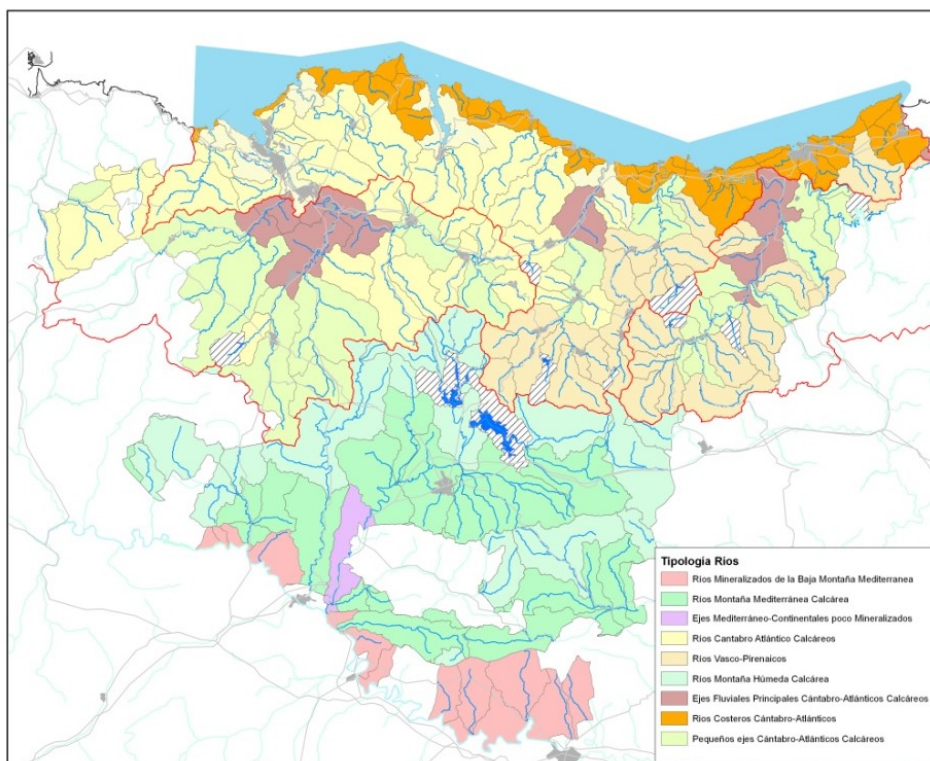 Tipología Ríos
Ríos Mineralizados de la Baja Montaña Mediterranea
Ríos Montaña Mediterránea Calcárea
Ejes Mediterráneo-Continentales poco Mineralizados
Ríos Cantabro Atlántico Calcáreos
Ríos Vasco-Pirenaicos
Ríos Montaña Húmeda Calcárea
Ejes Fluviales Principales Cántabro-Atlánticos Calcáreos
Ríos Costeros Cántabro-Atlánticos
Pequeños ejes Cántabro-Atlánticos Calcáreos